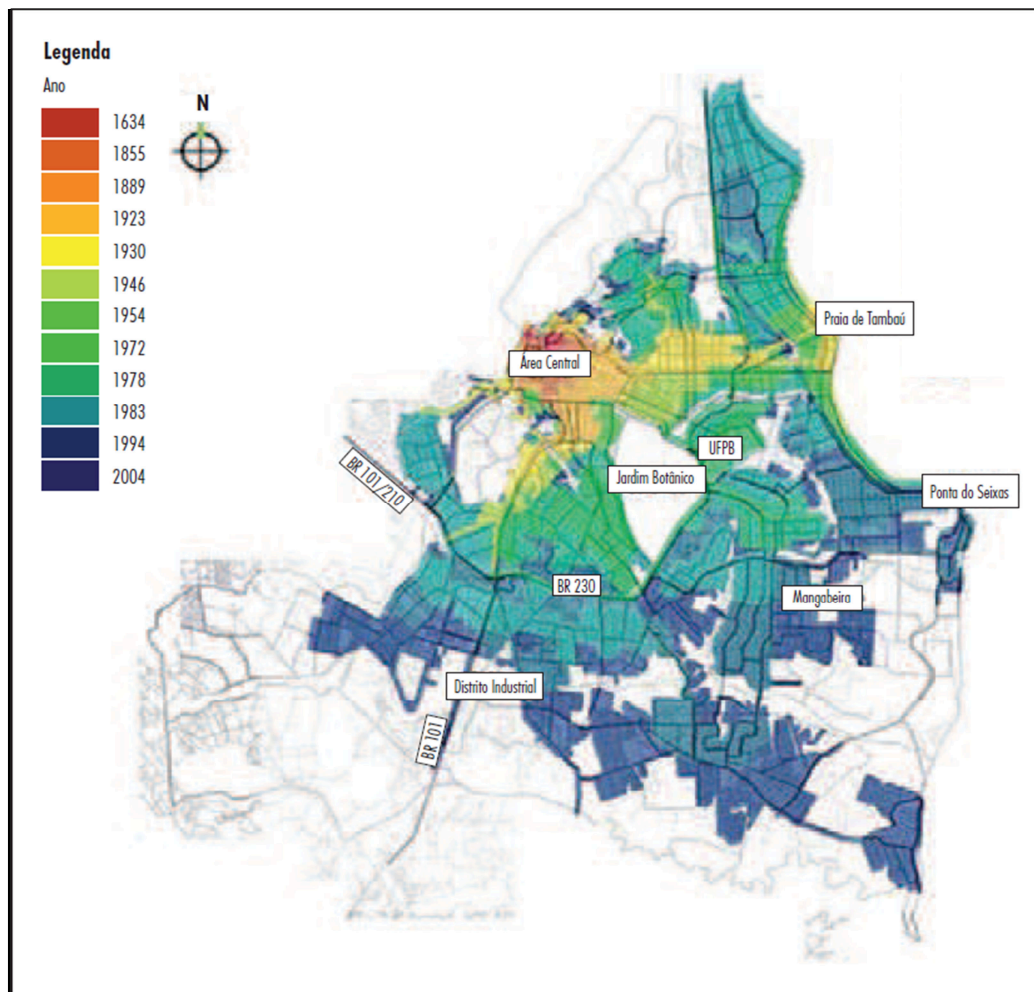 Legenda
Ano
1634
1855
1889
1923
1930
1946
1954
1972
1978
1983
1994
2004
N
Praia de Tambaú
Área Central
UFPB
Jardim Botânico
BR 101/210
Ponta do Seixas
BR 230
Mangabeira
Distrito Industrial
BR 101